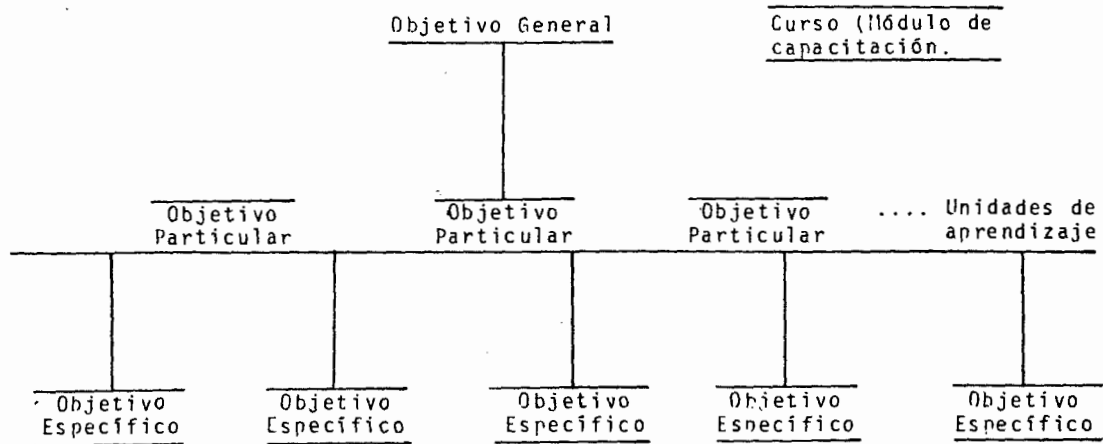 Objetivo General
Curso (Módulo de
capacitación.
Objetivo
Particular
Objetivo
Particular
Objetivo
Particular
.... Unidades de
aprendizaje
Objetivo
Específico
Objetivo
Específico
Objetivo
Específico
Objetivo
Específico
Objetivo
Específico